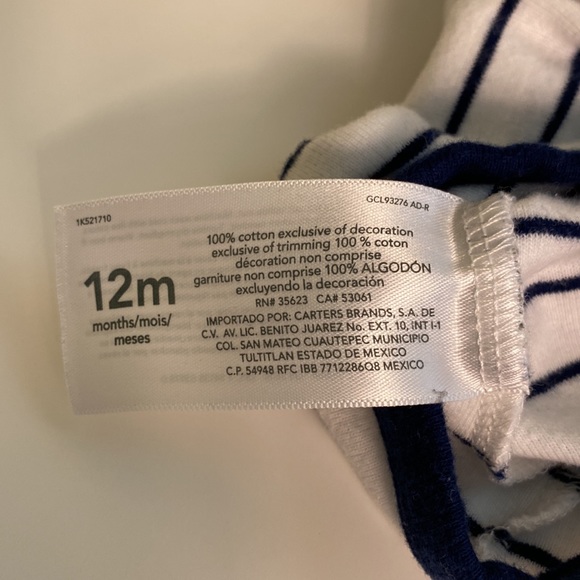 1K521710
GCL93276 AD-R
12m
months/mois/
meses
100% cotton exclusive of decoration
exclusive of trimming 100 % coton
décoration non comprise
garniture non comprise 100% ALGODÓN
excluyendo la decoración
RN# 35623 CA# 53061
IMPORTADO POR: CARTERS BRANDS, S.A. DE
C.V. AV. LIC. BENITO JUAREZ No. EXT. 10, INT I-1
COL. SAN MATEO CUAUTEPEC MUNICIPIO
TULTITLAN ESTADO DE MEXICO
C.P. 54948 RFC IBB 7712286Q8 MEXICO